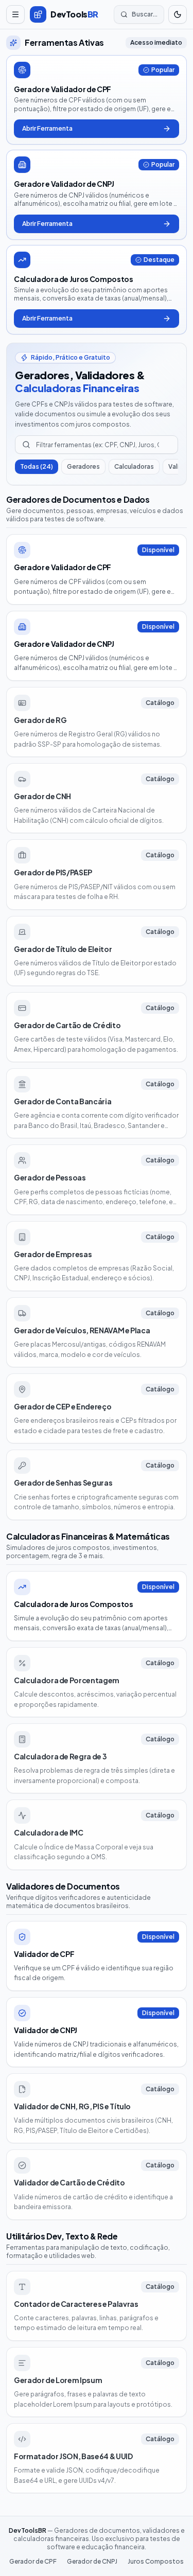 DevToolsBR
Buscar...
Ferramentas Ativas
Acesso imediato
Popular
Gerador e Validador de CPF
Gere números de CPF válidos (com ou sem
pontuação), filtre por estado de origem (UF), gere e...
Abrir Ferramenta
Popular
Gerador e Validador de CNPJ
Gere números de CNPJ válidos (numéricos e
alfanuméricos), escolha matriz ou filial, gere em lote ...
Abrir Ferramenta
Destaque
Calculadora de Juros Compostos
Simule a evolução do seu patrimônio com aportes
mensais, conversão exata de taxas (anual/mensal),...
Abrir Ferramenta
Rápido, Prático e Gratuito
Geradores, Validadores &
Calculadoras Financeiras
Gere CPFs e CNPJs válidos para testes de software,
valide documentos ou simule a evolução dos seus
investimentos com juros compostos.
Filtrar ferramentas (ex: CPF, CNPJ, Juros, C
Todas (24)
Geradores
Calculadoras
Val
Geradores de Documentos e Dados
Gere documentos, pessoas, empresas, veículos e dados
válidos para testes de software.
Disponível
Gerador e Validador de CPF
Gere números de CPF válidos (com ou sem
pontuação), filtre por estado de origem (UF), gere e...
Disponível
Gerador e Validador de CNPJ
Gere números de CNPJ válidos (numéricos e
alfanuméricos), escolha matriz ou filial, gere em lote ...
Catálogo
Gerador de RG
Gere números de Registro Geral (RG) válidos no
padrão SSP-SP para homologação de sistemas.
Catálogo
Gerador de CNH
Gere números válidos de Carteira Nacional de
Habilitação (CNH) com cálculo oficial de dígitos.
Catálogo
Gerador de PIS/PASEP
Gere números de PIS/PASEP/NIT válidos com ou sem
máscara para testes de folha e RH.
Catálogo
Gerador de Título de Eleitor
Gere números válidos de Título de Eleitor por estado
(UF) segundo regras do TSE.
Catálogo
Gerador de Cartão de Crédito
Gere cartões de teste válidos (Visa, Mastercard, Elo,
Amex, Hipercard) para homologação de pagamentos.
Catálogo
Gerador de Conta Bancária
Gere agência e conta corrente com dígito verificador
para Banco do Brasil, Itaú, Bradesco, Santander e...
Catálogo
Gerador de Pessoas
Gere perfis completos de pessoas fictícias (nome,
CPF, RG, data de nascimento, endereço, telefone, e...
Catálogo
Gerador de Empresas
Gere dados completos de empresas (Razão Social,
CNPJ, Inscrição Estadual, endereço e sócios).
Catálogo
Gerador de Veículos, RENAVAM e Placa
Gere placas Mercosul/antigas, códigos RENAVAM
válidos, marca, modelo e cor de veículos.
Catálogo
Gerador de CEP e Endereço
Gere endereços brasileiros reais e CEPs filtrados por
estado e cidade para testes de frete e cadastro.
Catálogo
Gerador de Senhas Seguras
Crie senhas fortes e criptograficamente seguras com
controle de tamanho, símbolos, números e entropia.
Calculadoras Financeiras & Matemáticas
Simuladores de juros compostos, investimentos,
porcentagem, regra de 3 e mais.
Disponível
Calculadora de Juros Compostos
Simule a evolução do seu patrimônio com aportes
mensais, conversão exata de taxas (anual/mensal),...
Catálogo
Calculadora de Porcentagem
Calcule descontos, acréscimos, variação percentual
e proporções rapidamente.
Catálogo
Calculadora de Regra de 3
Resolva problemas de regra de três simples (direta e
inversamente proporcional) e composta.
Catálogo
Calculadora de IMC
Calcule o Índice de Massa Corporal e veja sua
classificação segundo a OMS.
Validadores de Documentos
Verifique dígitos verificadores e autenticidade
matemática de documentos brasileiros.
Disponível
Validador de CPF
Verifique se um CPF é válido e identifique sua região
fiscal de origem.
Disponível
Validador de CNPJ
Valide números de CNPJ tradicionais e alfanuméricos,
identificando matriz/filial e dígitos verificadores.
Catálogo
Validador de CNH, RG, PIS e Título
Valide múltiplos documentos civis brasileiros (CNH,
RG, PIS/PASEP, Título de Eleitor e Certidões).
Catálogo
Validador de Cartão de Crédito
Valide números de cartão de crédito e identifique a
bandeira emissora.
Utilitários Dev, Texto & Rede
Ferramentas para manipulação de texto, codificação,
formatação e utilidades web.
Catálogo
Contador de Caracteres e Palavras
Conte caracteres, palavras, linhas, parágrafos e
tempo estimado de leitura em tempo real.
Catálogo
Gerador de Lorem Ipsum
Gere parágrafos, frases e palavras de texto
placeholder Lorem Ipsum para layouts e protótipos.
Catálogo
Formatador JSON, Base64 & UUID
Formate e valide JSON, codifique/decodifique
Base64 e URL, e gere UUIDs v4/v7.
DevToolsBR — Geradores de documentos, validadores e
calculadoras financeiras. Uso exclusivo para testes de
software e educação financeira.
Gerador de CPF
Gerador de CNPJ
Juros Compostos